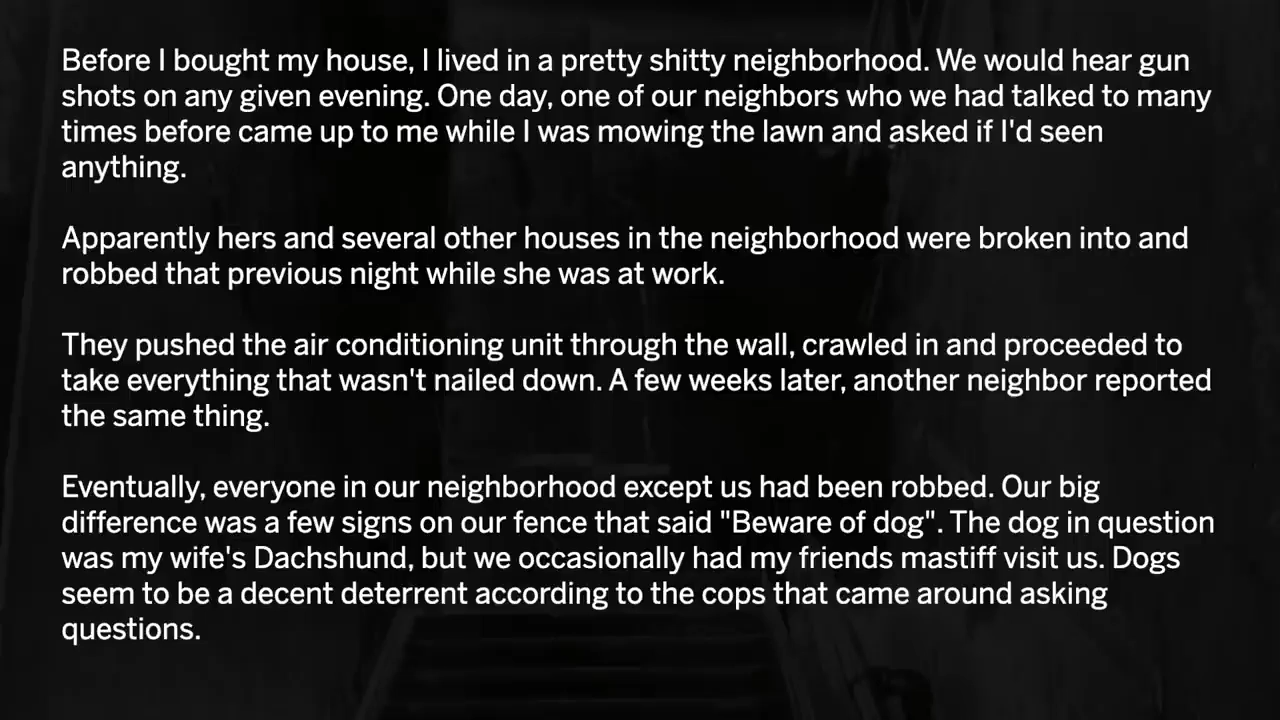 Before I bought my house, I lived in a pretty shitty neighborhood. We would hear gun
shots on any given evening. One day, one of our neighbors who we had talked to many
times before came up to me while I was mowing the lawn and asked if I'd seen
anything.
Apparently hers and several other houses in the neighborhood were broken into and
robbed that previous night while she was at work.
They pushed the air conditioning unit through the wall, crawled in and proceeded to
take everything that wasn't nailed down. A few weeks later, another neighbor reported
the same thing.
Eventually, everyone in our neighborhood except us had been robbed. Our big
difference was a few signs on our fence that said "Beware of dog". The dog in question
was my wife's Dachshund, but we occasionally had my friends mastiff visit us. Dogs
seem to be a decent deterrent according to the cops that came around asking
questions.